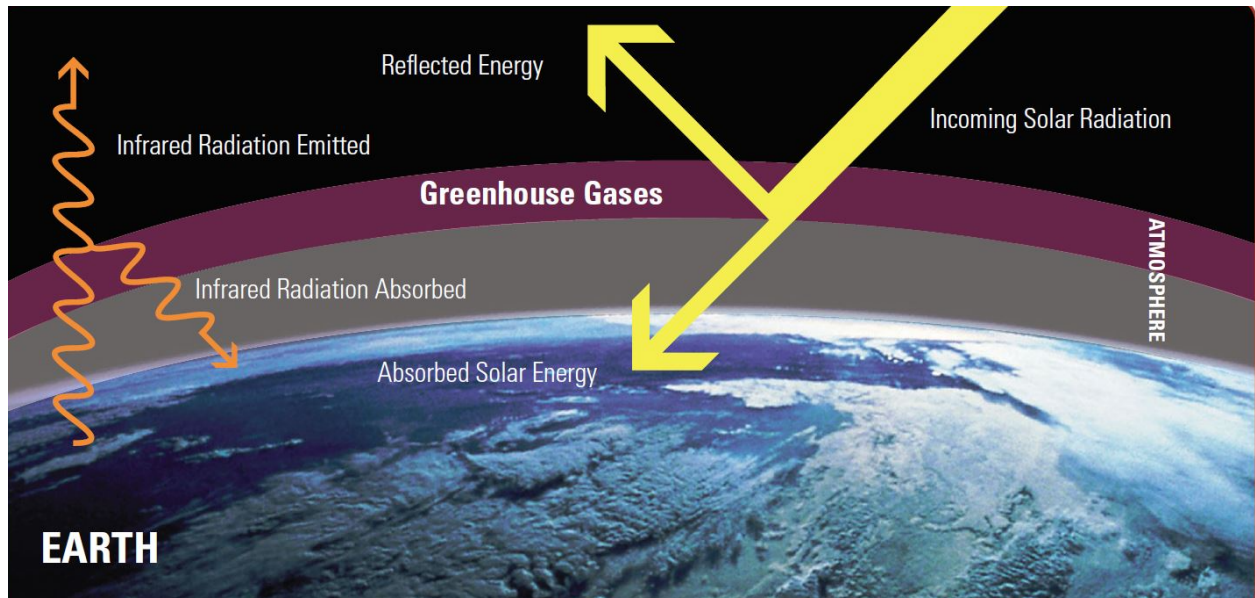 Reflected Energy
Incoming Solar Radiation
Infrared Radiation Emitted
Greenhouse Gases
ATMOSPHERE
Infrared Radiation Absorbed
Absorbed Solar Energy
EARTH